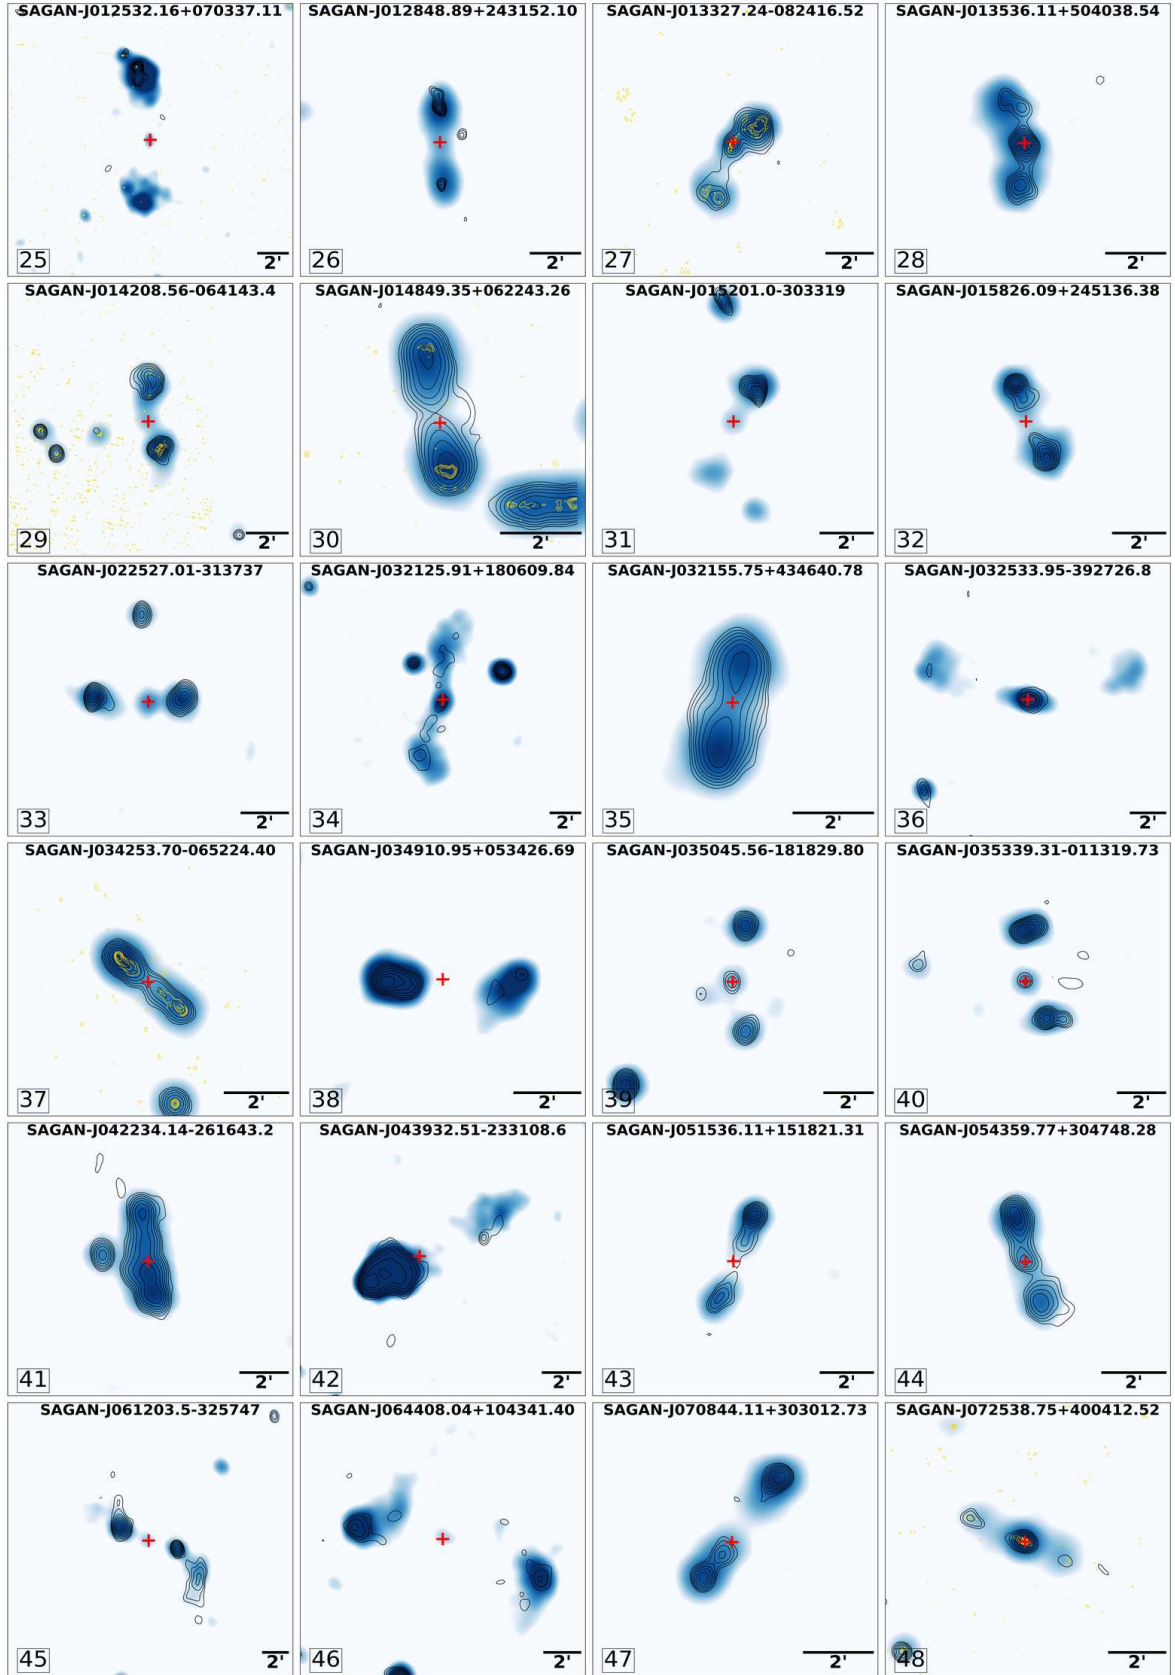 SAGAN-J012532.16+070337.11 SAGAN-J012848.89+243152.10 SAGAN-J013327.24-082416.52 SAGAN-J013536.11+504038.54
25 2' 26 2' 27 2' 28 2'
SAGAN-J014208.56-064143.4 SAGAN-J014849.35+062243.26 SAGAN-J015201.0-303319 SAGAN-J015826.09+245136.38
29 2' 30 2' 31 2' 32 2'
SAGAN-J022527.01-313737 SAGAN-J032125.91+180609.84 SAGAN-J032155.75+434640.78 SAGAN-J032533.95-392726.8
33 2' 34 2' 35 2' 36 2'
SAGAN-J034253.70-065224.40 SAGAN-J034910.95+053426.69 SAGAN-J035045.56-181829.80 SAGAN-J035339.31-011319.73
37 2' 38 2' 39 2' 40 2'
SAGAN-J042234.14-261643.2 SAGAN-J043932.51-233108.6 SAGAN-J051536.11+151821.31 SAGAN-J054359.77+304748.28
41 2' 42 2' 43 2' 44 2'
SAGAN-J061203.5-325747 SAGAN-J064408.04+104341.40 SAGAN-J070844.11+303012.73 SAGAN-J072538.75+400412.52
45 2' 46 2' 47 2' 48 2'